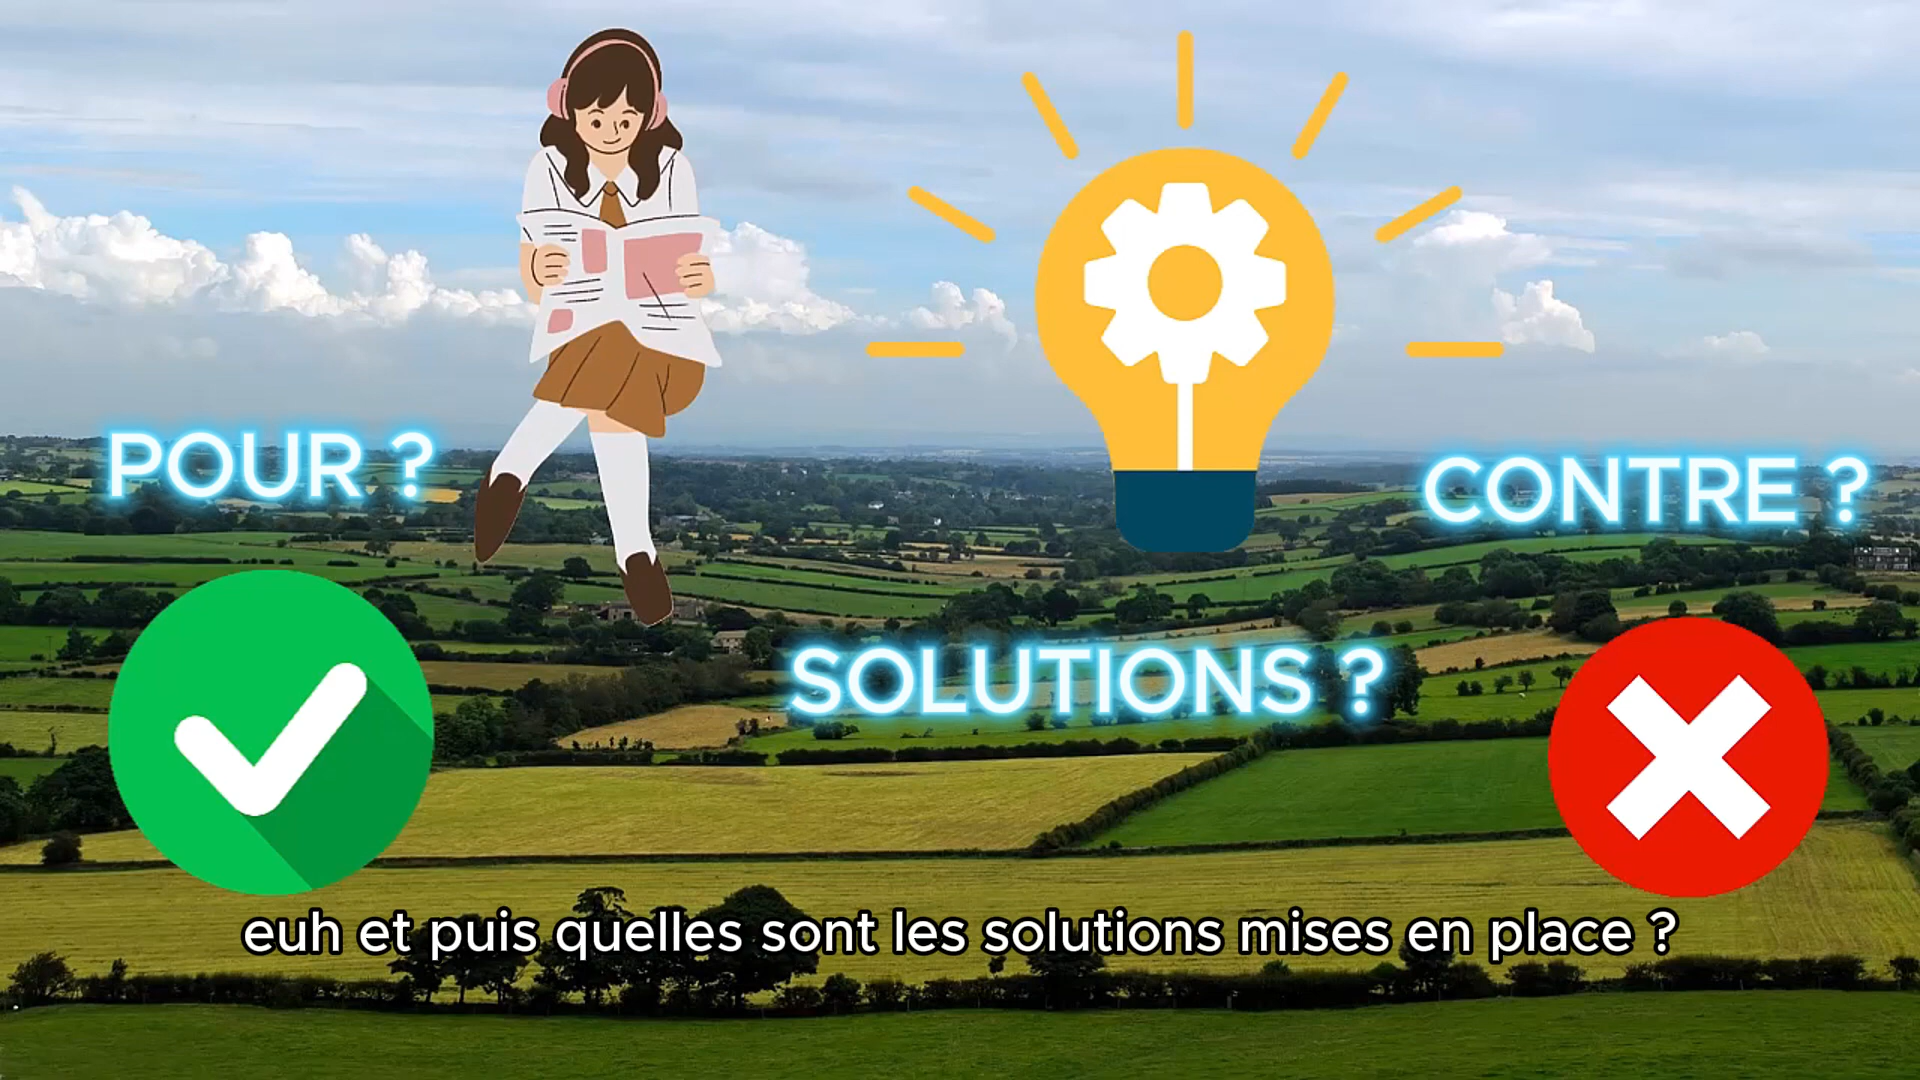 POUR ?
CONTRE ?
SOLUTIONS ?
euh et puis quelles sont les solutions mises en place ?